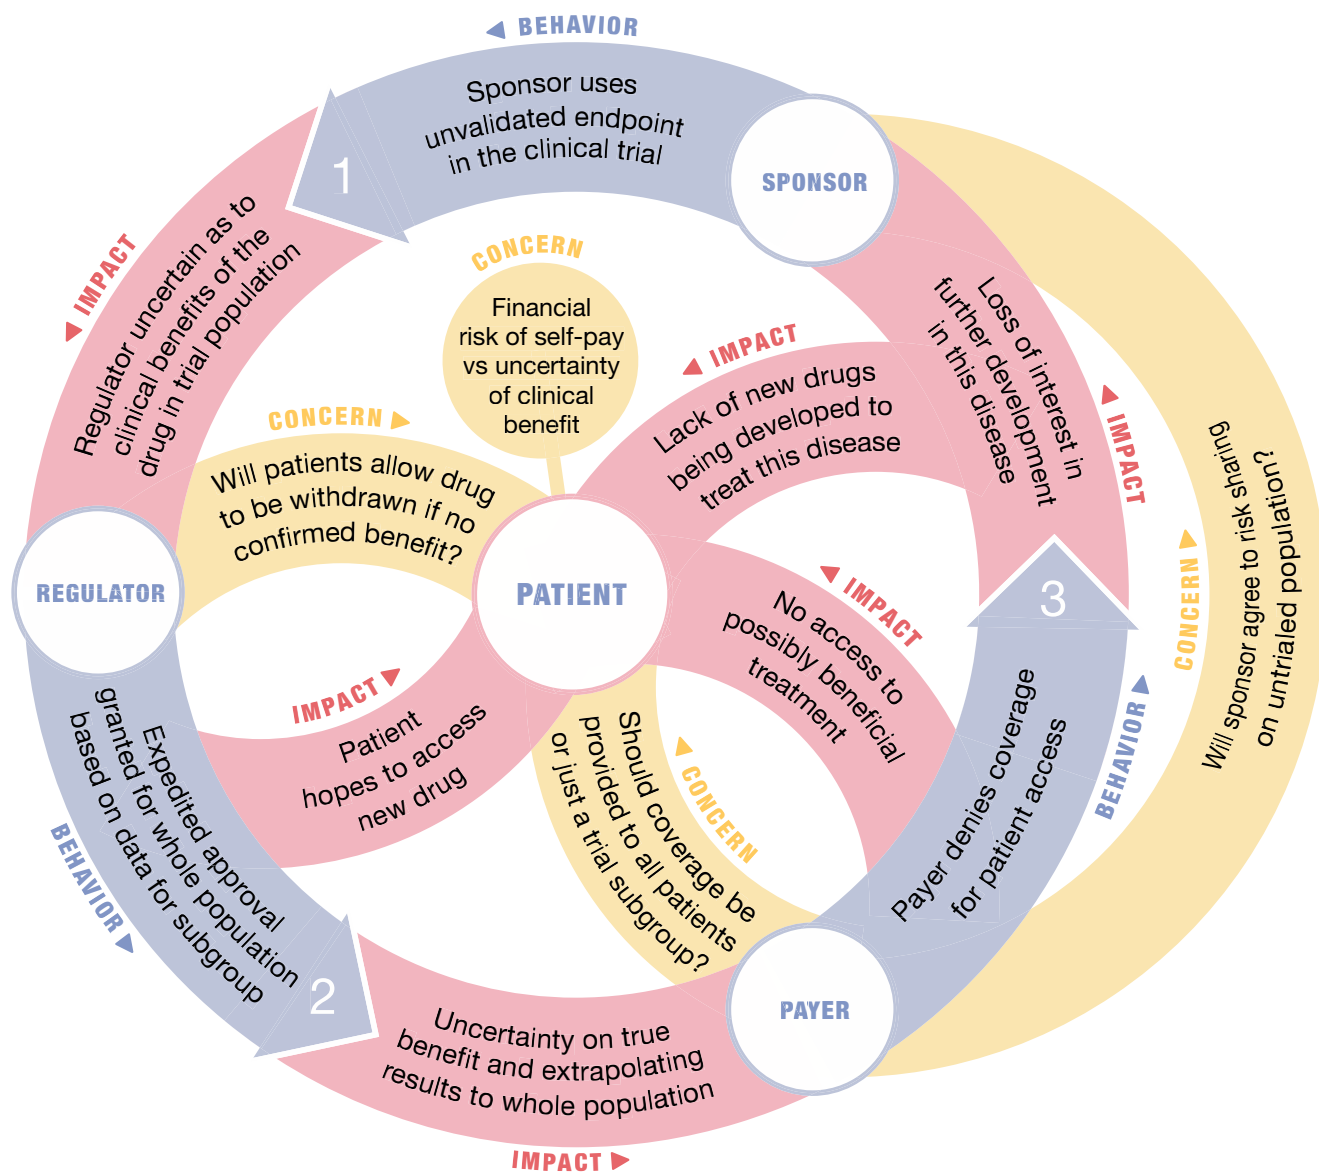 BEHAVIOR
Sponsor uses
unvalidated endpoint
in the clinical trial
1
SPONSOR
IMPACT
Regulator uncertain as to
clinical benefits of the
drug in trial population
CONCERN
Financial
risk of self-pay
vs uncertainty
of clinical
benefit
IMPACT
Lack of new drugs
being developed to
treat this disease
Loss of interest in
further development
in this disease
IMPACT
CONCERN
Will patients allow drug
to be withdrawn if no
confirmed benefit?
REGULATOR
PATIENT
IMPACT
No access to
possibly beneficial
treatment
3
CONCERN
Will sponsor agree to risk sharing
on untrialed population?
IMPACT
Patient
hopes to access
new drug
BEHAVIOR
Expedited approval
granted for whole population
based on data for subgroup
2
CONCERN
Should coverage be
provided to all patients
or just a trial subgroup?
BEHAVIOR
Payer denies coverage
for patient access
PAYER
Uncertainty on true
benefit and extrapolating
results to whole population
IMPACT